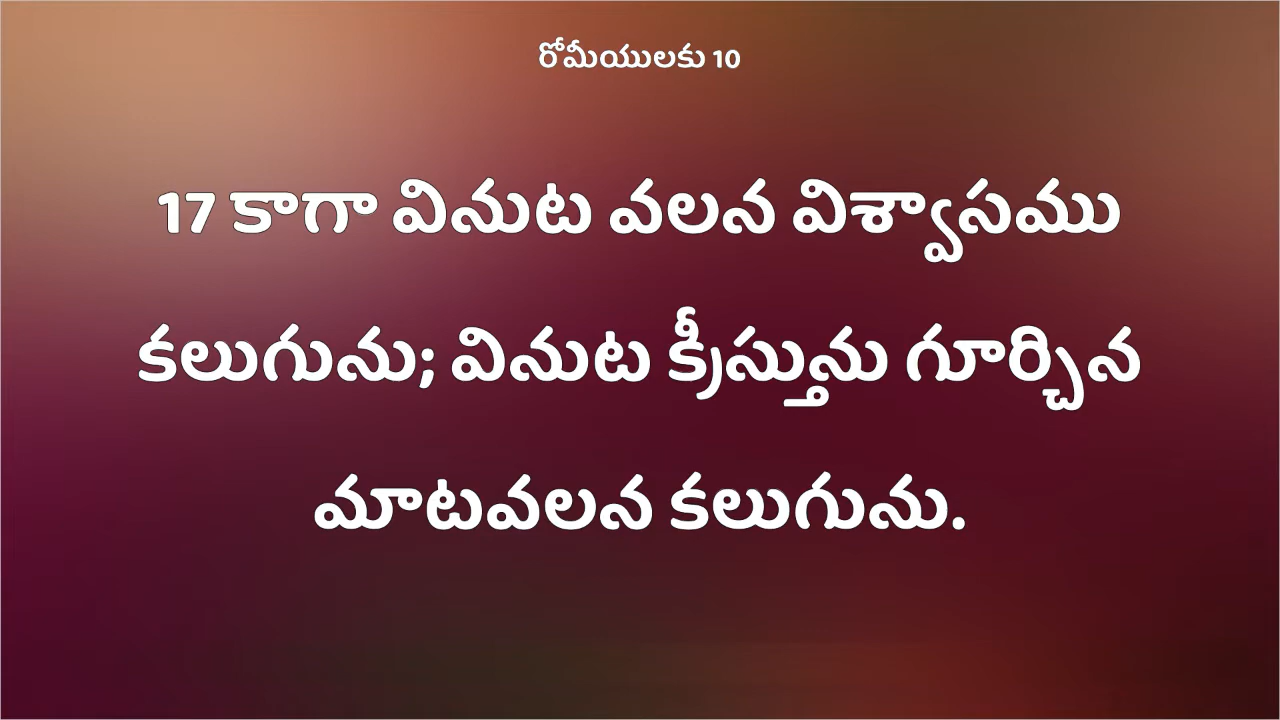 రోమీయులకు 10
17 కాగా వినుట వలన విశ్వాసము
కలుగును; వినుట క్రీస్తును గూర్చిన
మాటవలన కలుగును.